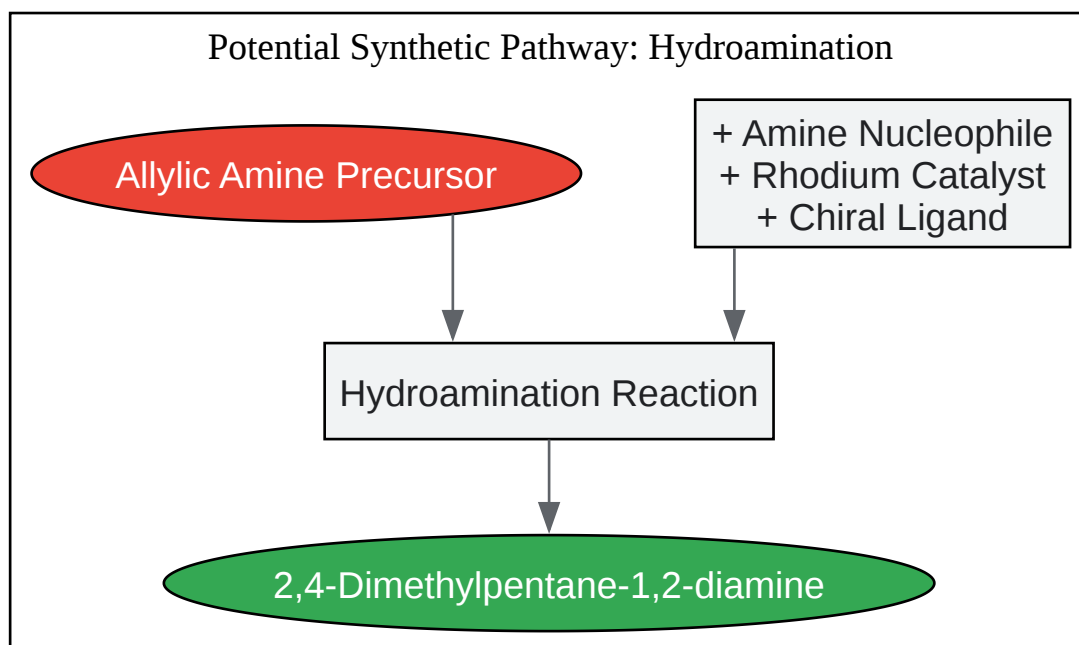 Potential Synthetic Pathway: Hydroamination
Allylic Amine Precursor
+ Amine Nucleophile
+ Rhodium Catalyst
+ Chiral Ligand
Hydroamination Reaction
2,4-Dimethylpentane-1,2-diamine